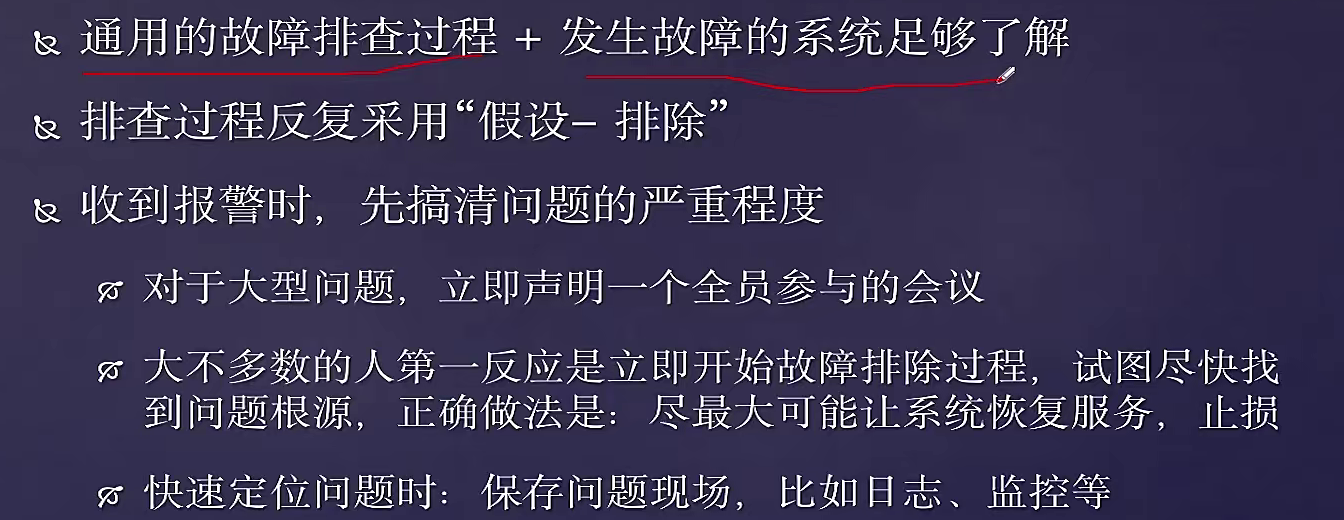 通用的故障排查过程 + 发生故障的系统足够了解
排查过程反复采用“假设- 排除”
收到报警时，先搞清问题的严重程度
对于大型问题，立即声明一个全员参与的会议
大不多数的人第一反应是立即开始故障排除过程，试图尽快找
到问题根源，正确做法是：尽最大可能让系统恢复服务，止损
快速定位问题时：保存问题现场，比如日志、监控等